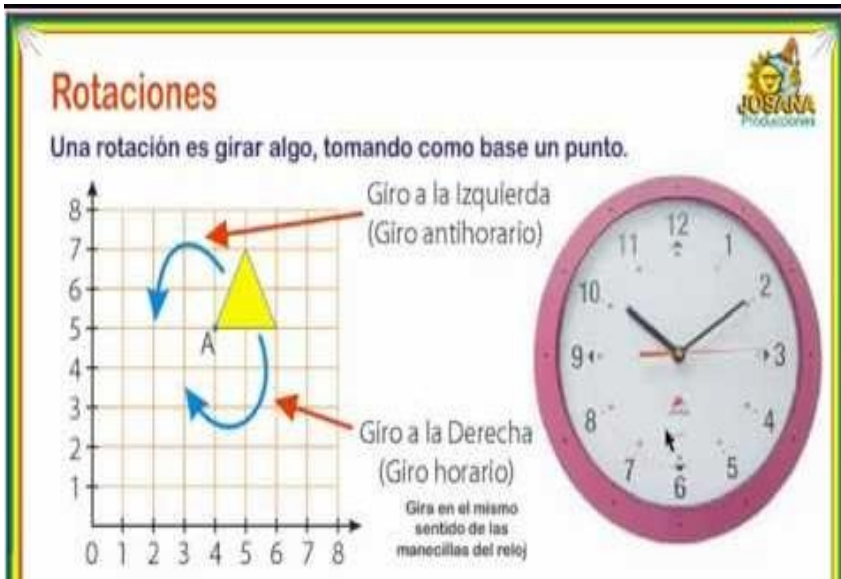 Rotaciones
JOSANA
Producciones
Una rotación es girar algo, tomando como base un punto.
Giro a la Izquierda
(Giro antihorario)
8
7
6
5
4
3
2
1
A
0 1 2 3 4 5 6 7 8
Giro a la Derecha
(Giro horario)
Gira en el mismo
sentido de las
manecillas del reloj
12
11 1
10 2
9 3
8 4
7 5
6